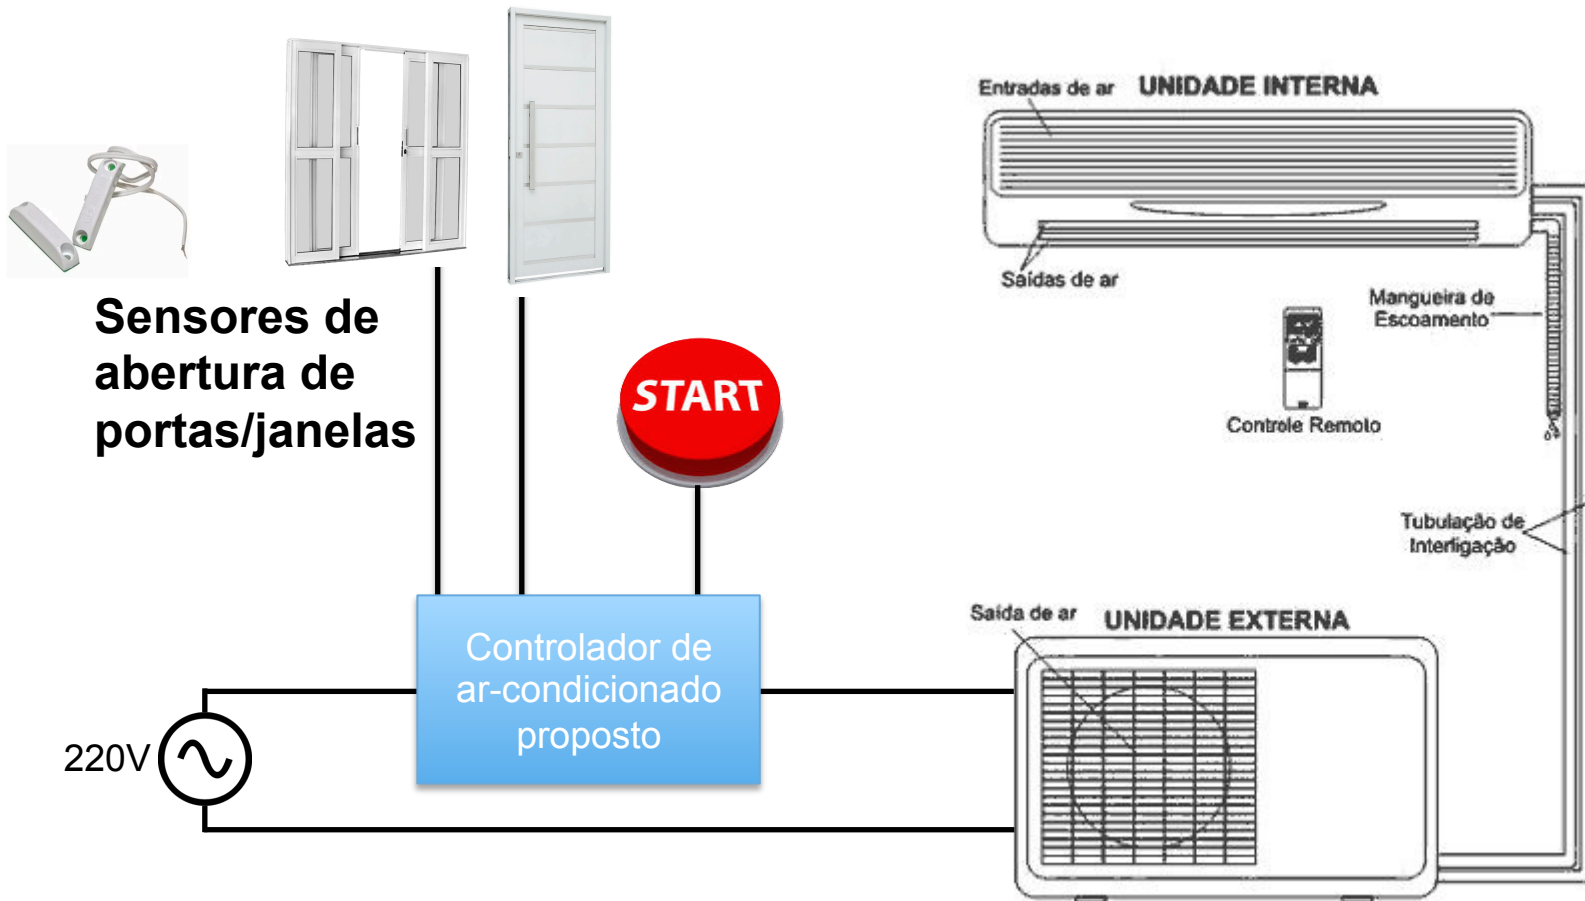 Entradas de ar
UNIDADE INTERNA
Saídas de ar
Mangueira de
Escoamento
Sensores de
abertura de
portas/janelas
START
Controle Remoto
Tubulação de
Interligação
Saída de ar
UNIDADE EXTERNA
Controlador de
ar-condicionado
proposto
220V